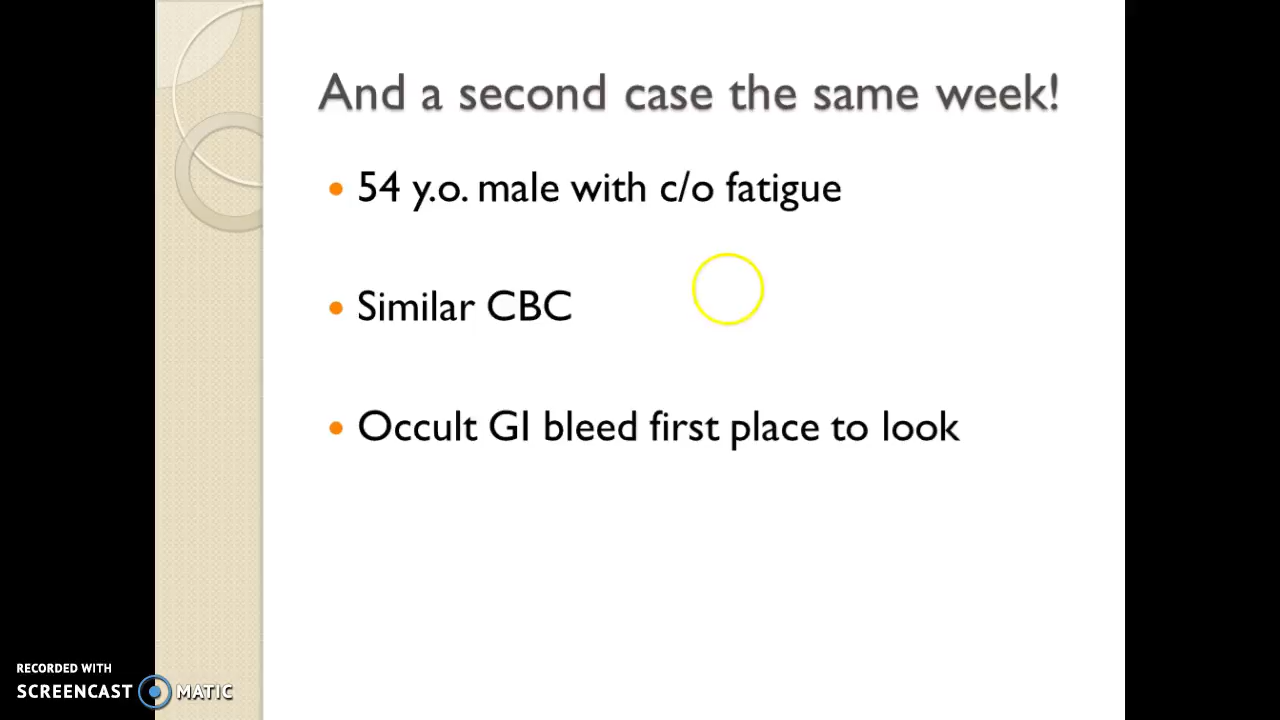 And a second case the same week!
• 54 y.o. male with c/o fatigue
• Similar CBC
• Occult GI bleed first place to look
RECORDED WITH
SCREENCAST MATIC